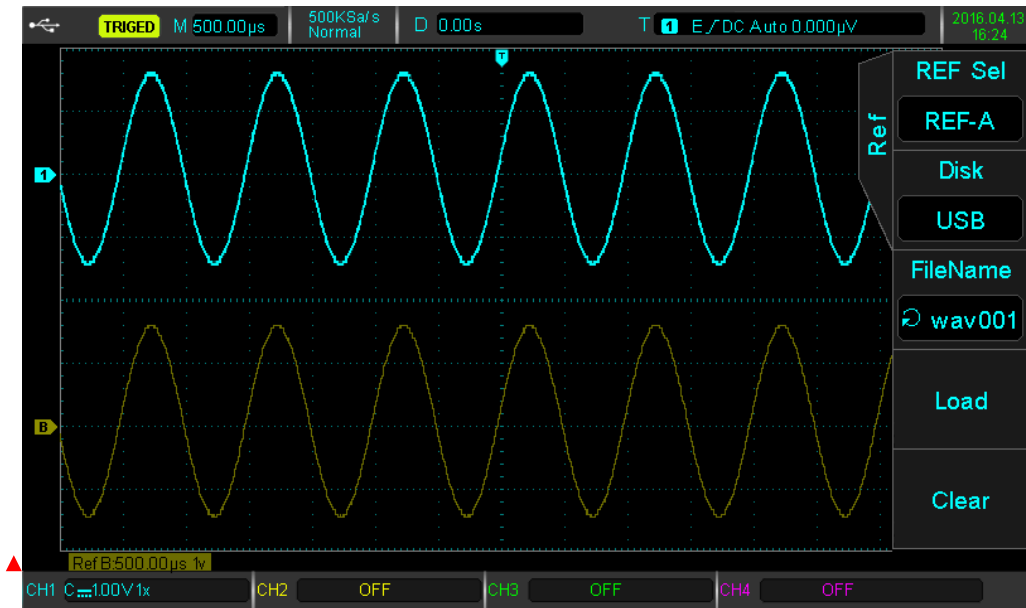 TRIGED M 500.00µs 500KSa/s Normal D 0.00s T 1 E DC Auto 0.000µV 2016.04.13 16:24
T
REF Sel
REF-A
Ref
1
Disk
USB
FileName
wav001
Load
B
Clear
Ref B:500.00µs 1v
CH1 C 1.00V 1x CH2 OFF CH3 OFF CH4 OFF